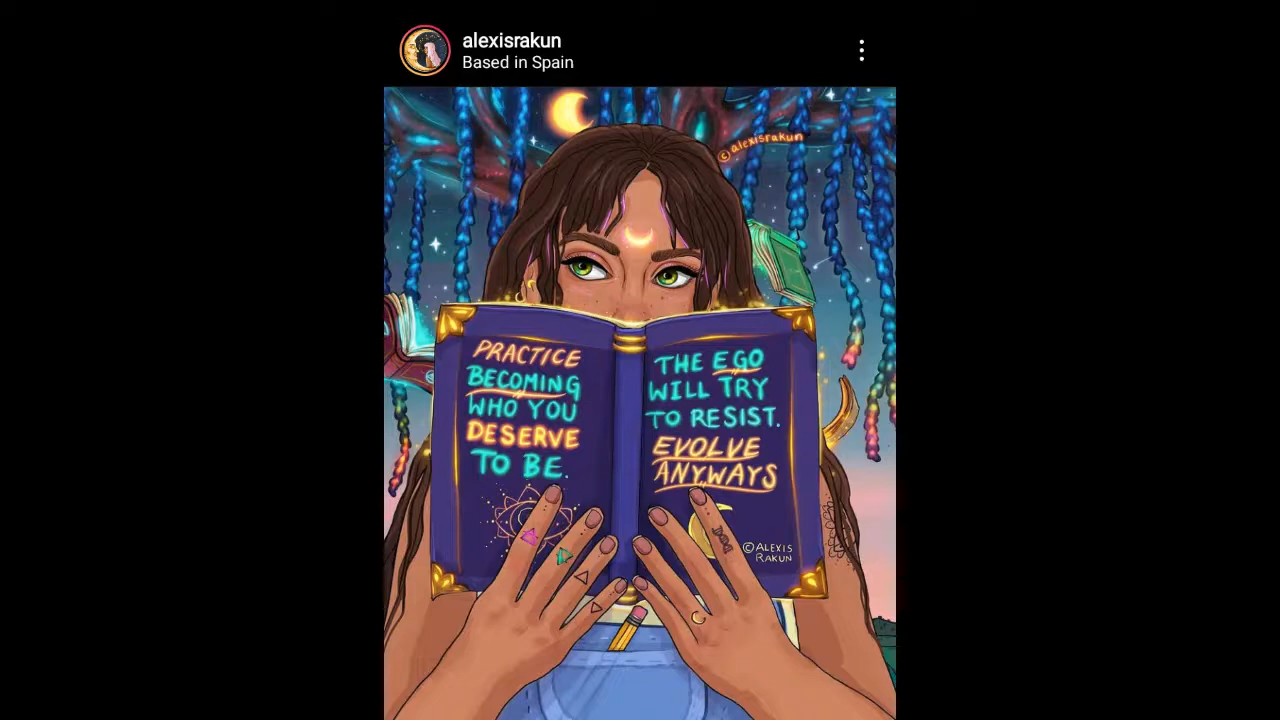 alexisrakun
Based in Spain
©alexisrakun
PRACTICE
BECOMING
WHO YOU
DESERVE
TO BE.
THE EGO
WILL TRY
TO RESIST.
EVOLVE
ANYWAYS
©ALEXIS
RAKUN